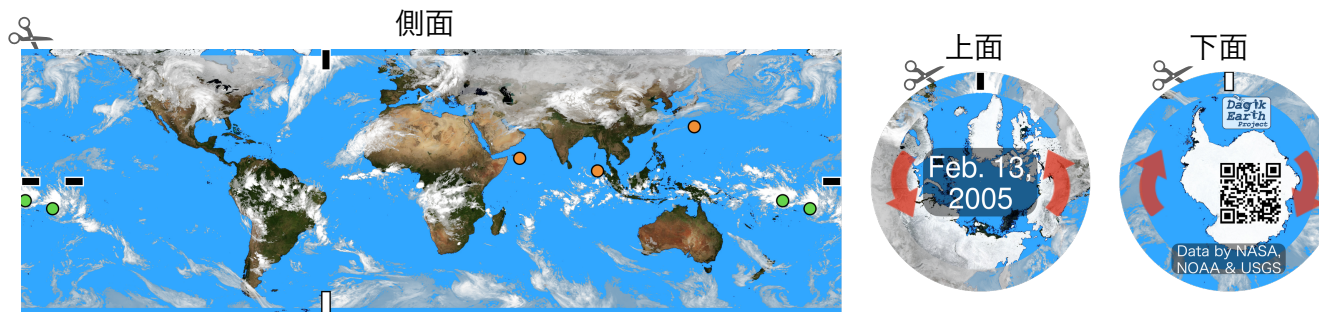 側面
上面
下面
Feb. 13,
2005
Dagik
Earth
Project
Data by NASA,
NOAA & USGS